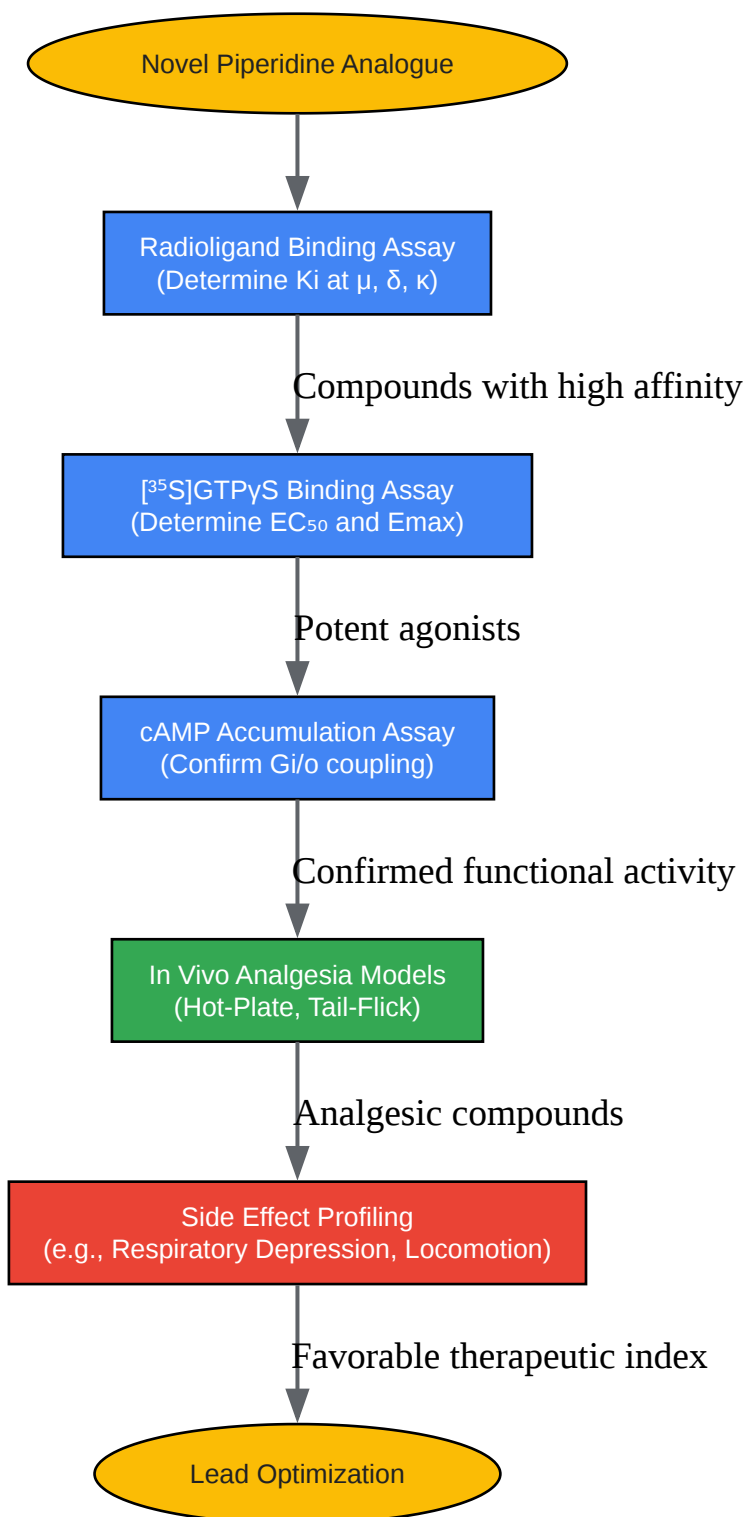 Novel Piperidine Analogue
Radioligand Binding Assay
(Determine Ki at μ, δ, κ)
Compounds with high affinity
[³⁵S]GTPγS Binding Assay
(Determine EC₅₀ and Emax)
Potent agonists
cAMP Accumulation Assay
(Confirm Gi/o coupling)
Confirmed functional activity
In Vivo Analgesia Models
(Hot-Plate, Tail-Flick)
Analgesic compounds
Side Effect Profiling
(e.g., Respiratory Depression, Locomotion)
Favorable therapeutic index
Lead Optimization